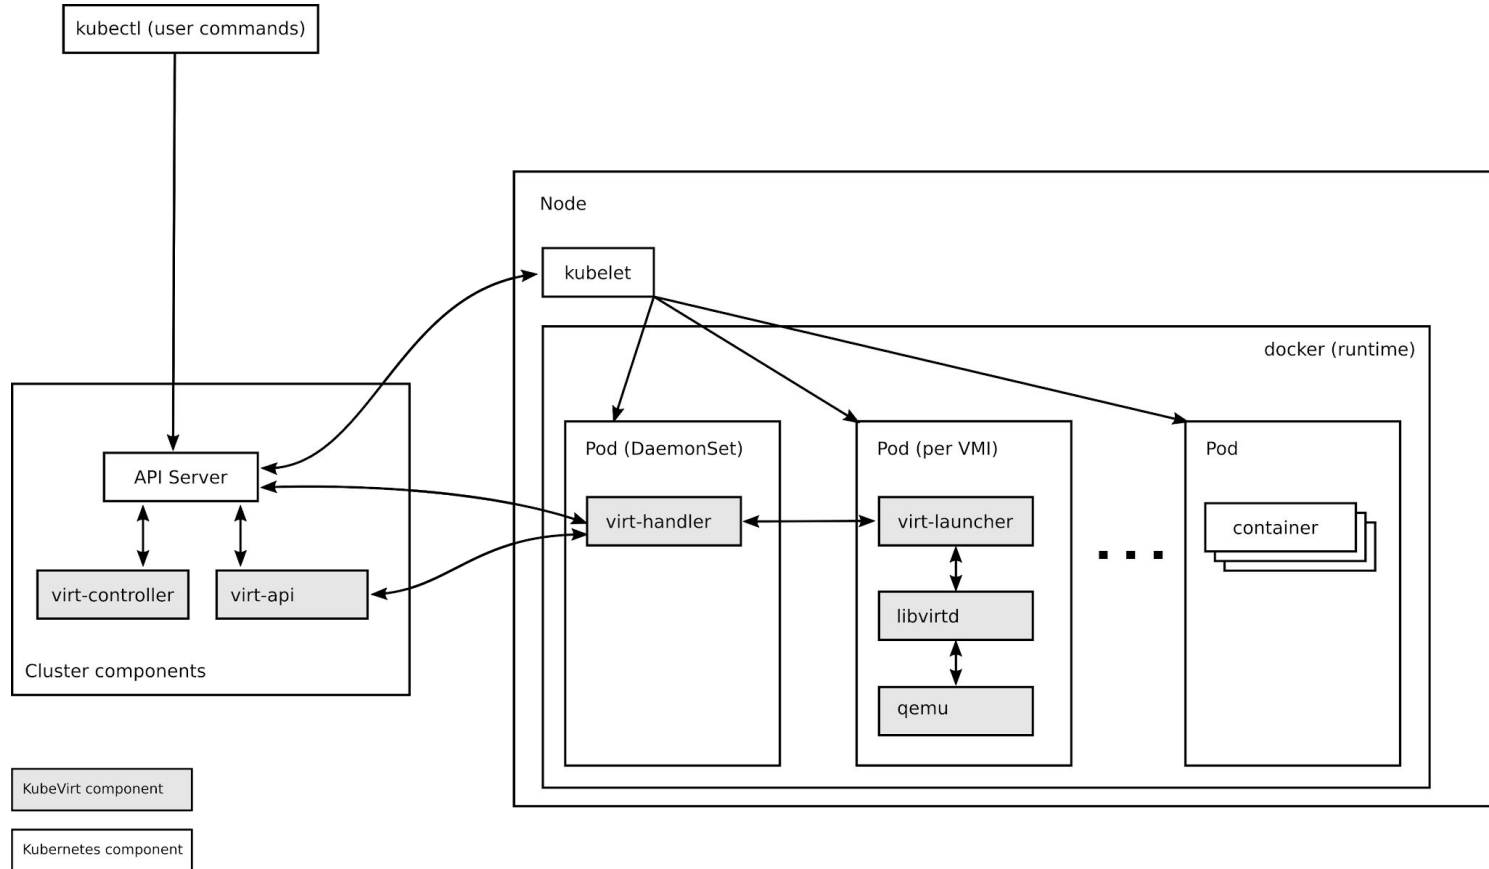 kubectl (user commands)
Node
kubelet
docker (runtime)
Pod (DaemonSet)
Pod (per VMI)
Pod
API Server
virt-handler
virt-launcher
container
virt-controller
virt-api
libvirtd
Cluster components
qemu
KubeVirt component
Kubernetes component